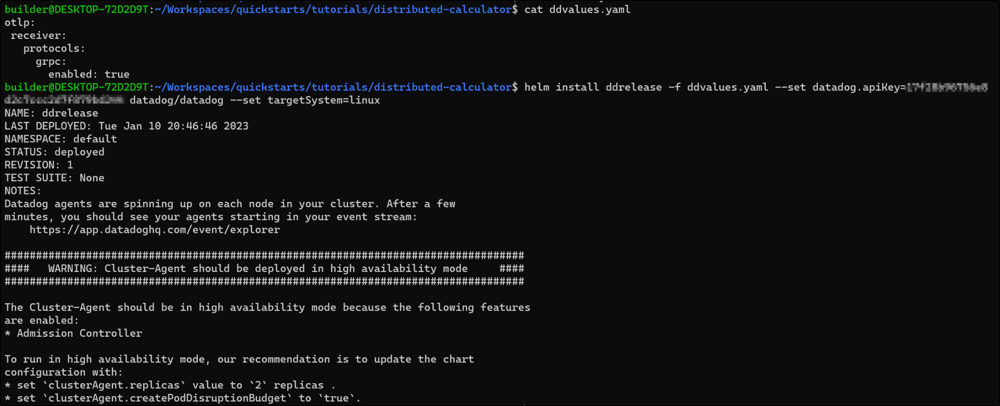 builder@DESKTOP-72D2D9T:~/Workspaces/quickstarts/tutorials/distributed-calculator$ cat ddvalues.yaml
otlp:
 receiver:
   protocols:
     grpc:
       enabled: true
builder@DESKTOP-72D2D9T:~/Workspaces/quickstarts/tutorials/distributed-calculator$ helm install ddrelease -f ddvalues.yaml --set datadog.apiKey=
datadog/datadog --set targetSystem=linux
NAME: ddrelease
LAST DEPLOYED: Tue Jan 10 20:46:46 2023
NAMESPACE: default
STATUS: deployed
REVISION: 1
TEST SUITE: None
NOTES:
Datadog agents are spinning up on each node in your cluster. After a few
minutes, you should see your agents starting in your event stream:
    https://app.datadoghq.com/event/explorer

###################################################################################
####   WARNING: Cluster-Agent should be deployed in high availability mode     ####
###################################################################################

The Cluster-Agent should be in high availability mode because the following features
are enabled:
* Admission Controller

To run in high availability mode, our recommendation is to update the chart
configuration with:
* set `clusterAgent.replicas` value to `2` replicas .
* set `clusterAgent.createPodDisruptionBudget` to `true`.